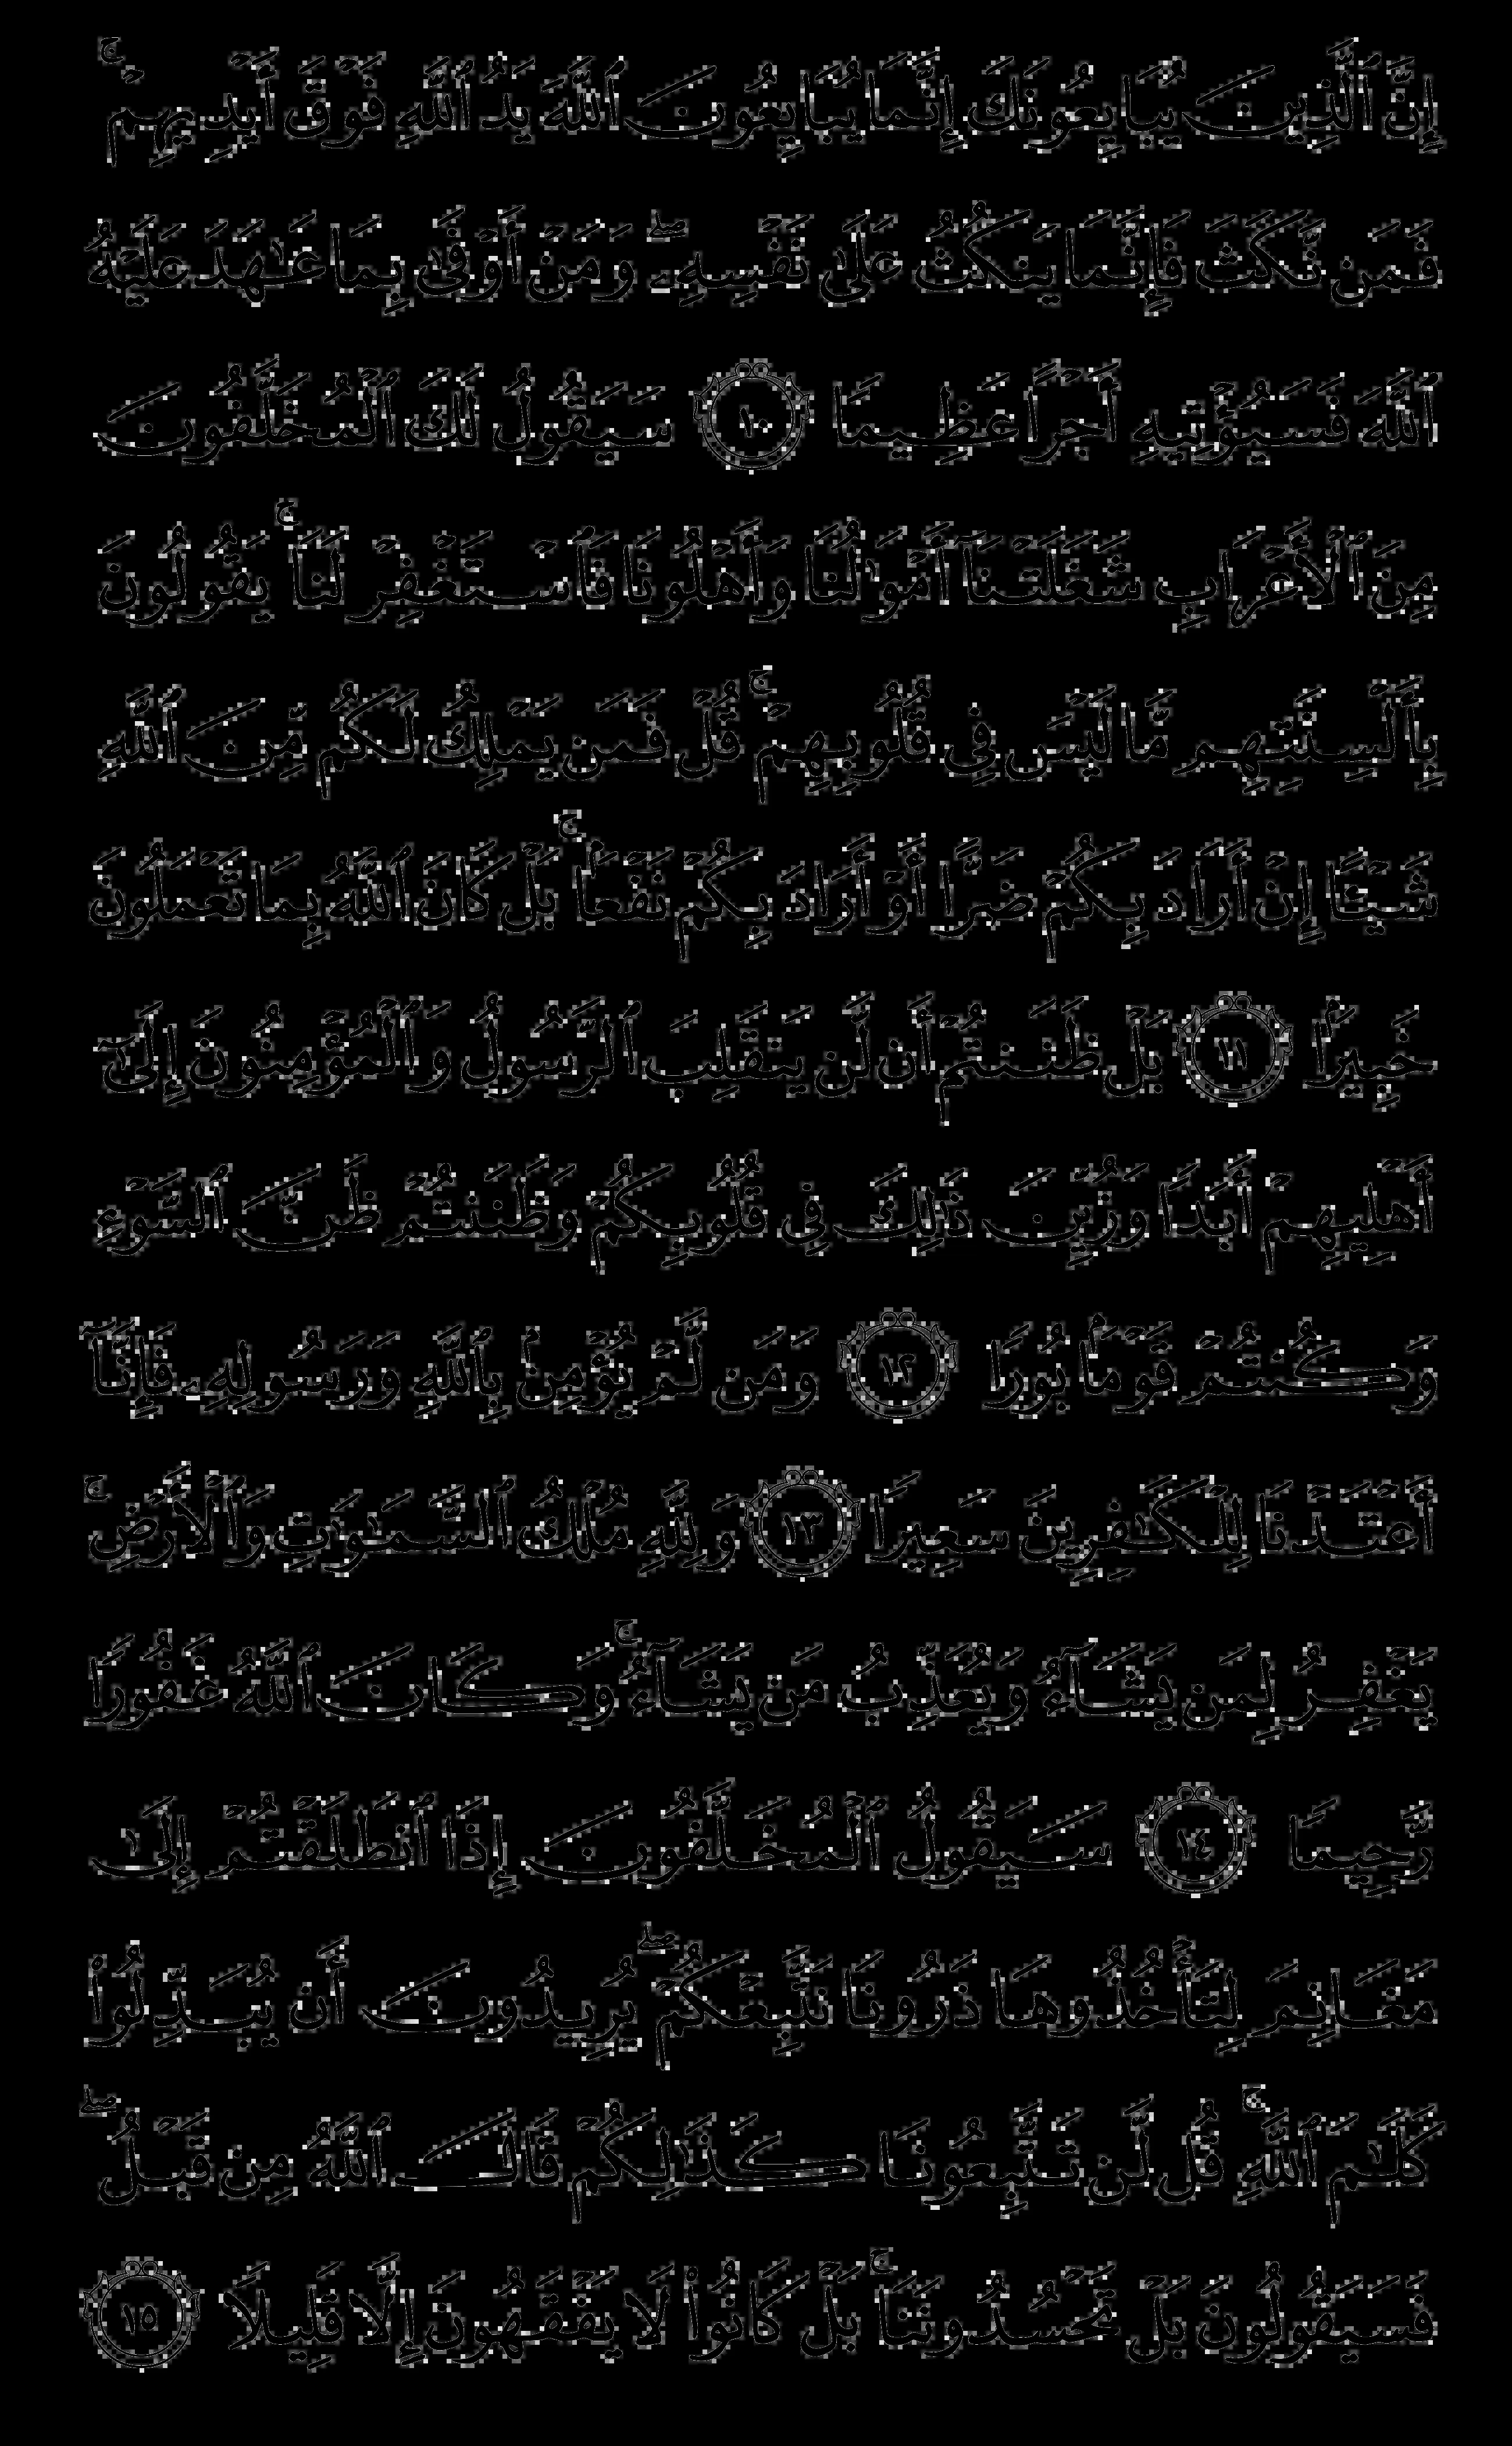 إِنَّ ٱلَّذِينَ يُبَايِعُونَكَ إِنَّمَا يُبَايِعُونَ ٱللَّهَ يَدُ ٱللَّهِ فَوْقَ أَيْدِيهِمْ ۚ
فَمَن نَّكَثَ فَإِنَّمَا يَنكُثُ عَلَىٰ نَفْسِهِۦ ۖ وَمَنْ أَوْفَىٰ بِمَا عَـٰهَدَ عَلَيْهُ
ٱللَّهَ فَسَيُؤْتِيهِ أَجْرًا عَظِيمًا ١٠ سَيَقُولُ لَكَ ٱلْمُخَلَّفُونَ
مِنَ ٱلْأَعْرَابِ شَغَلَتْنَآ أَمْوَٰلُنَا وَأَهْلُونَا فَٱسْتَغْفِرْ لَنَا ۚ يَقُولُونَ
بِأَلْسِنَتِهِم مَّا لَيْسَ فِى قُلُوبِهِمْ ۚ قُلْ فَمَن يَمْلِكُ لَكُم مِّنَ ٱللَّهِ
شَيْـًٔا إِنْ أَرَادَ بِكُمْ ضَرًّا أَوْ أَرَادَ بِكُمْ نَفْعًۢا ۚ بَلْ كَانَ ٱللَّهُ بِمَا تَعْمَلُونَ
خَبِيرًۢا ١١ بَلْ ظَنَنتُمْ أَن لَّن يَنقَلِبَ ٱلرَّسُولُ وَٱلْمُؤْمِنُونَ إِلَىٰٓ
أَهْلِيهِمْ أَبَدًا وَزُيِّنَ ذَٰلِكَ فِى قُلُوبِكُمْ وَظَنَنتُمْ ظَنَّ ٱلسَّوْءِ
وَكُنتُمْ قَوْمًۢا بُورًا ١٢ وَمَن لَّمْ يُؤْمِنۢ بِٱللَّهِ وَرَسُولِهِۦ فَإِنَّآ
أَعْتَدْنَا لِلْكَـٰفِرِينَ سَعِيرًا ١٣ وَلِلَّهِ مُلْكُ ٱلسَّمَـٰوَٰتِ وَٱلْأَرْضِ ۚ
يَغْفِرُ لِمَن يَشَآءُ وَيُعَذِّبُ مَن يَشَآءُ ۚ وَكَانَ ٱللَّهُ غَفُورًا
رَّحِيمًا ١٤ سَيَقُولُ ٱلْمُخَلَّفُونَ إِذَا ٱنطَلَقْتُمْ إِلَىٰ
مَغَانِمَ لِتَأْخُذُوهَا ذَرُونَا نَتَّبِعْكُمْ ۖ يُرِيدُونَ أَن يُبَدِّلُوا۟
كَلَـٰمَ ٱللَّهِ ۚ قُل لَّن تَتَّبِعُونَا كَذَٰلِكُمْ قَالَ ٱللَّهُ مِن قَبْلُ ۖ
فَسَيَقُولُونَ بَلْ تَحْسُدُونَنَا ۚ بَلْ كَانُوا۟ لَا يَفْقَهُونَ إِلَّا قَلِيلًا ١٥